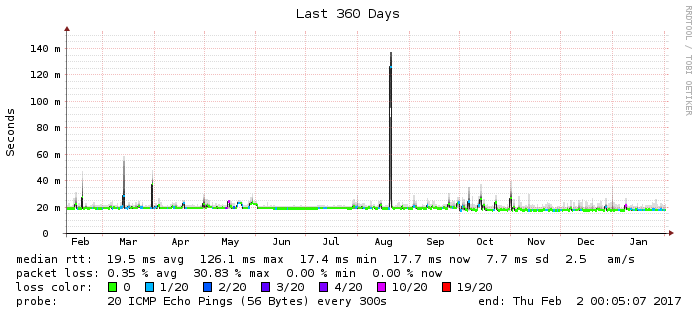 Last 360 Days
RRDTOOL / TOBI OETIKER
Seconds
140 m
120 m
100 m
80 m
60 m
40 m
20 m
0
Feb Mar Apr May Jun Jul Aug Sep Oct Nov Dec Jan
median rtt: 19.5 ms avg 126.1 ms max 17.4 ms min 17.7 ms now 7.7 ms sd 2.5 am/s
packet loss: 0.35 % avg 30.83 % max 0.00 % min 0.00 % now
loss color: 0 1/20 2/20 3/20 4/20 10/20 19/20
probe: 20 ICMP Echo Pings (56 Bytes) every 300s end: Thu Feb 2 00:05:07 2017